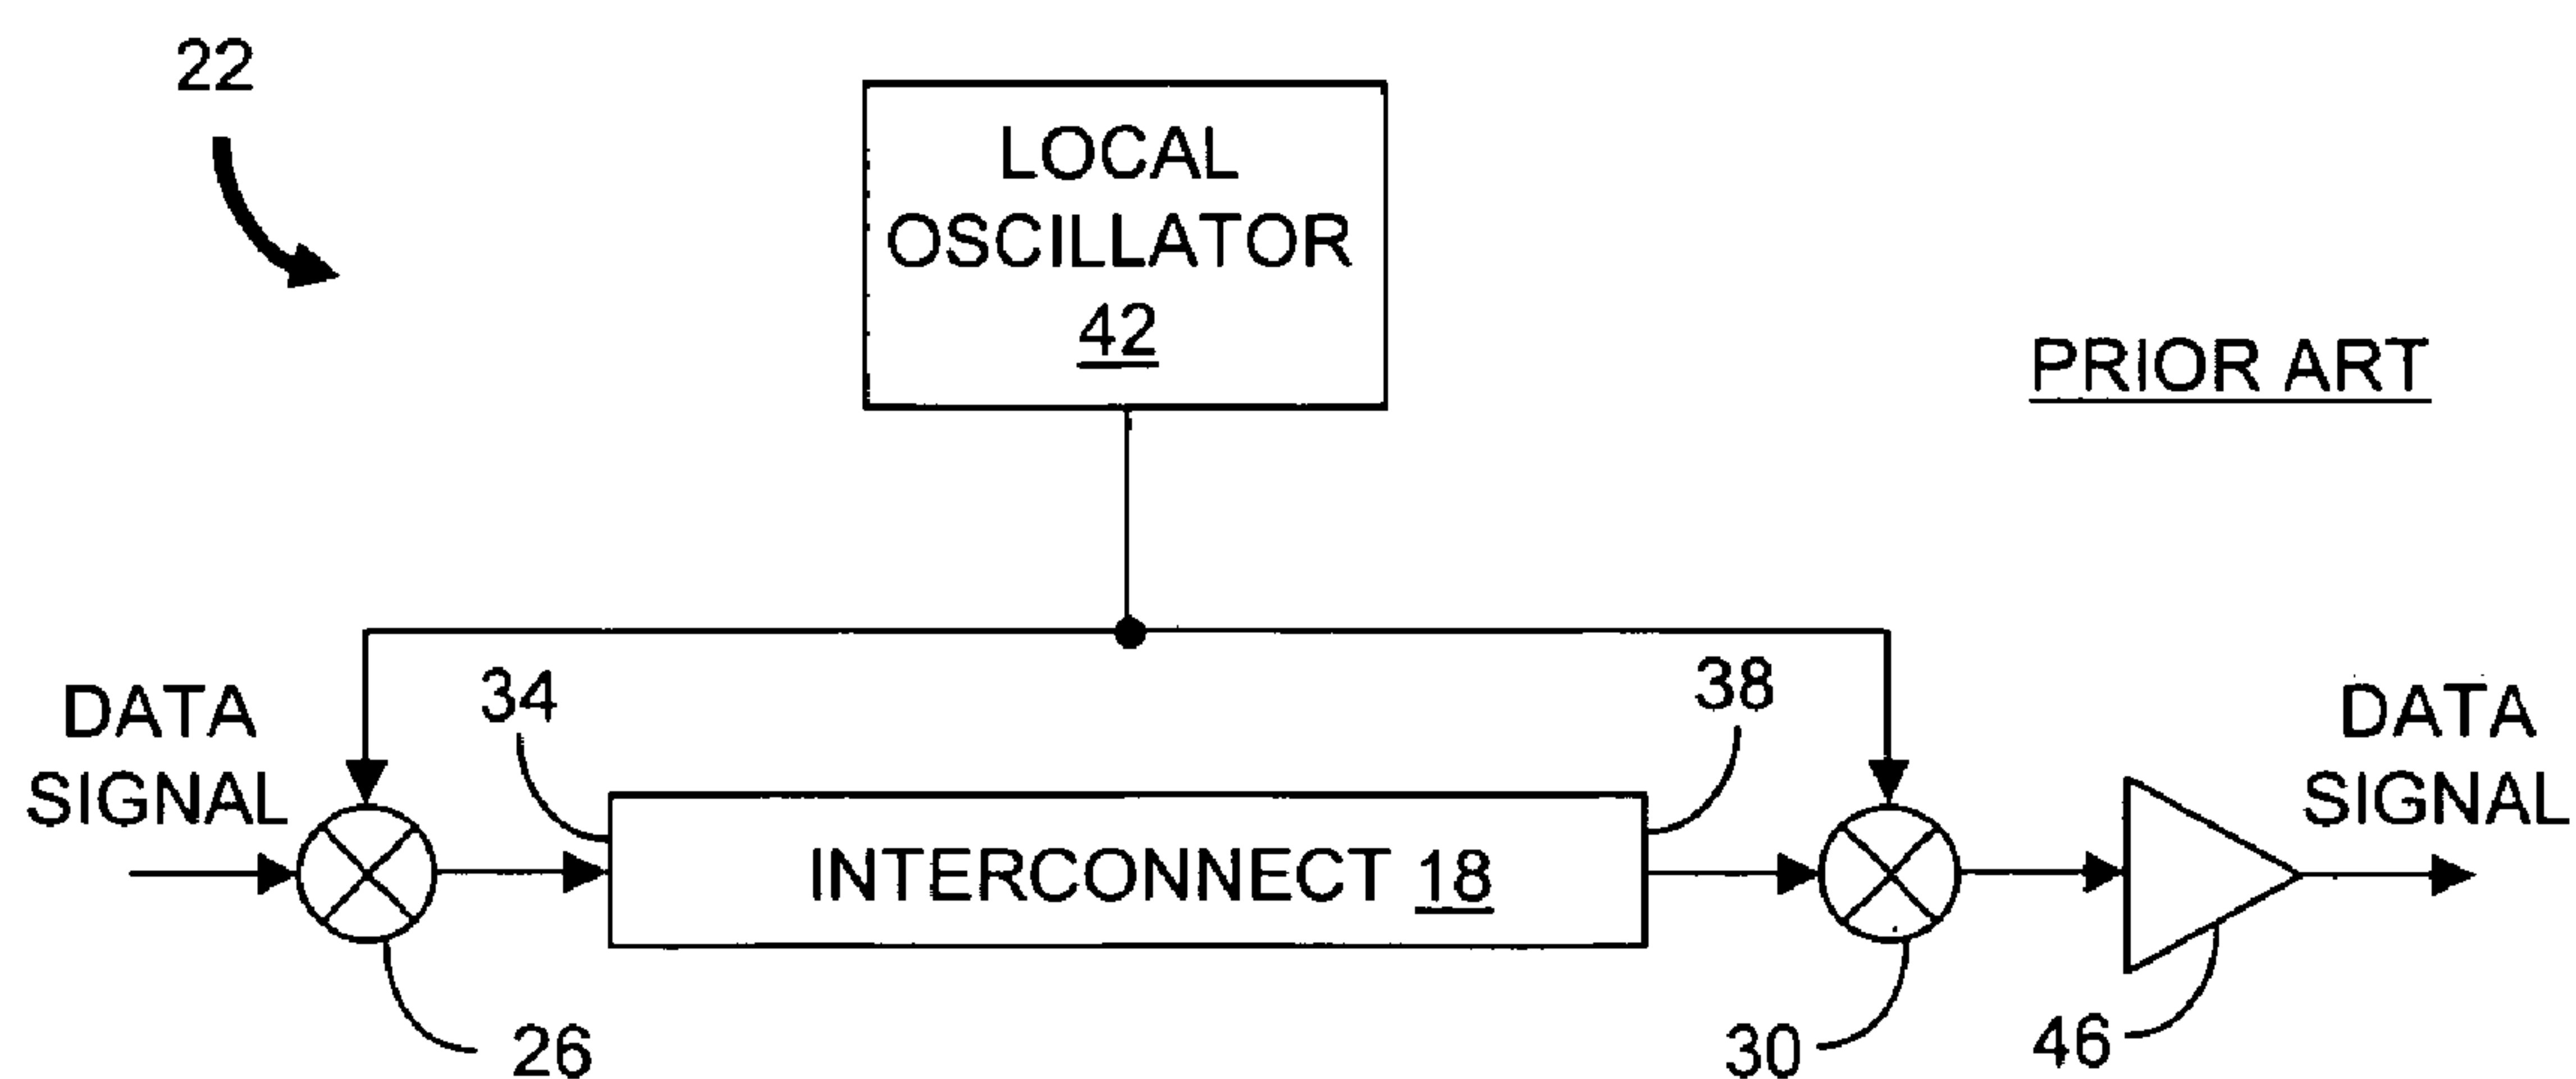 22
LOCAL
OSCILLATOR
42
PRIOR ART
34
38
DATA
SIGNAL
DATA
SIGNAL
INTERCONNECT 18
26
30
46